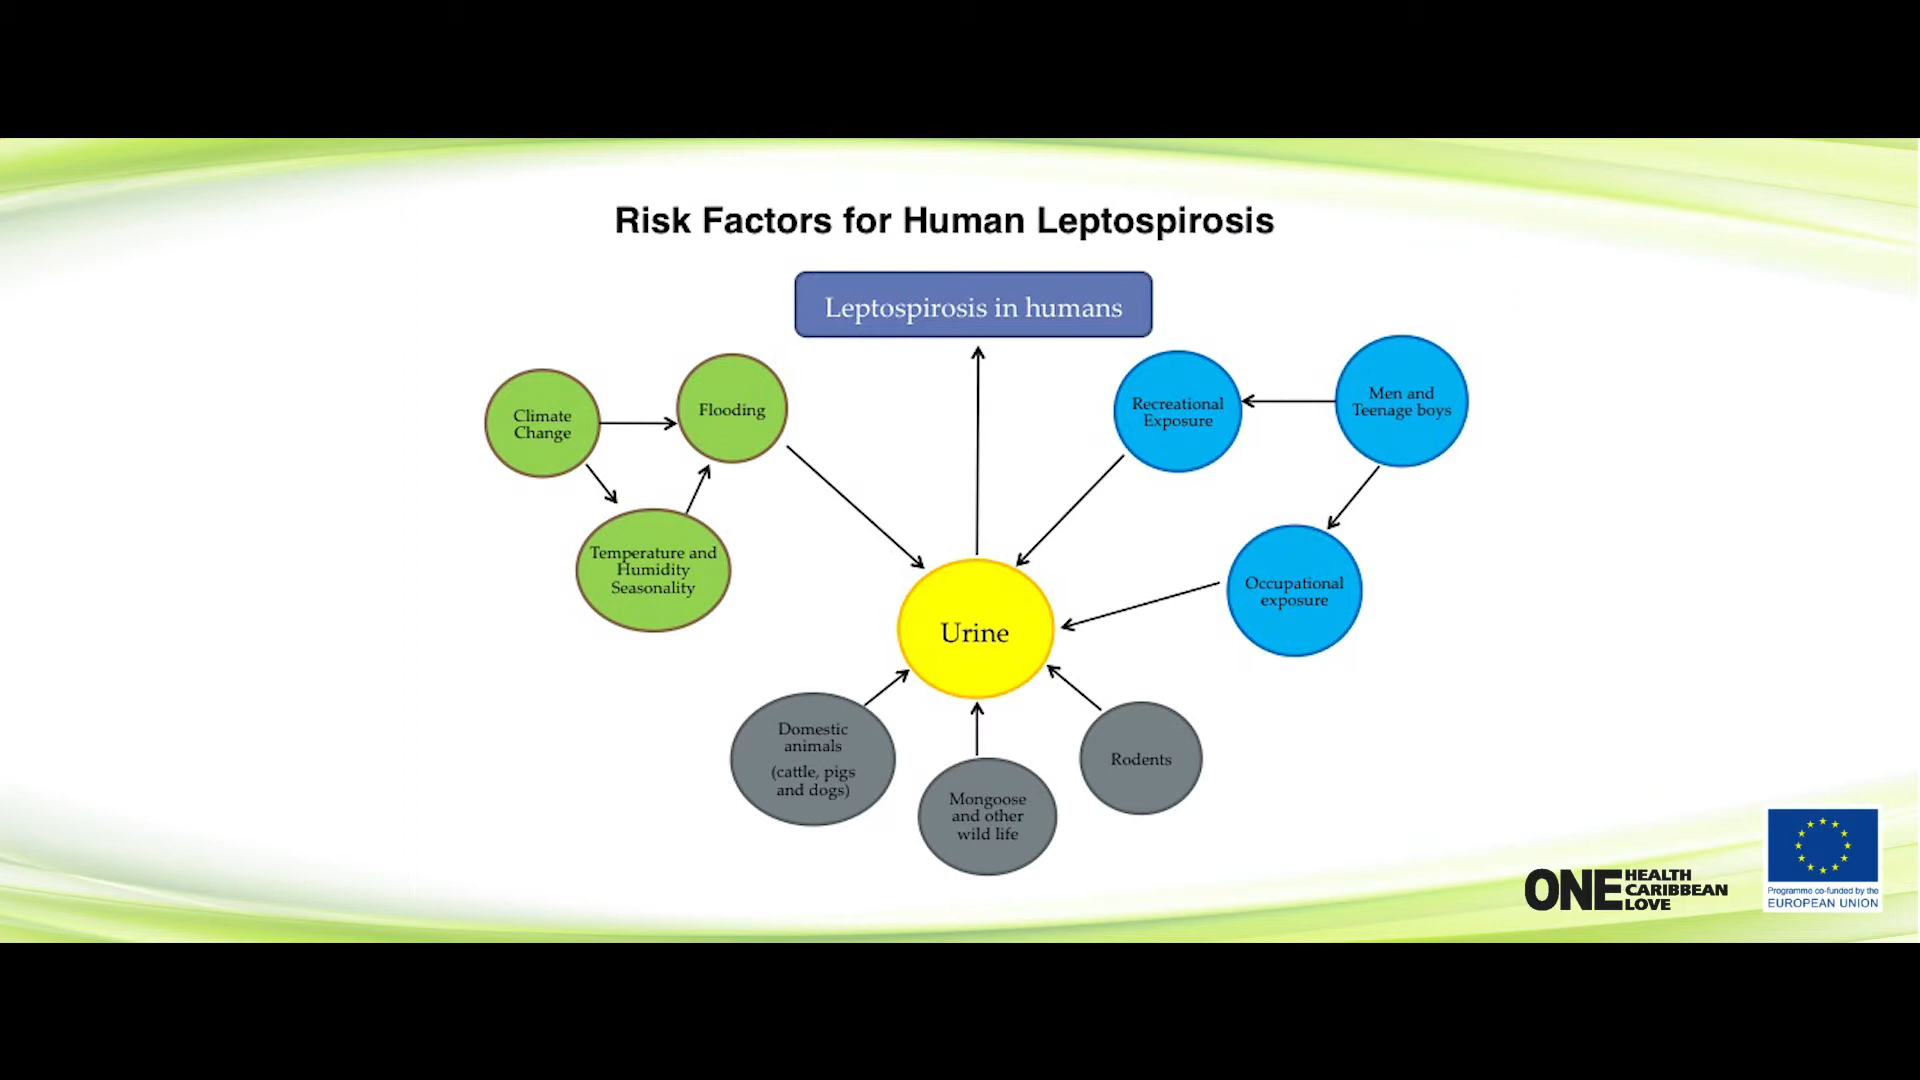 Risk Factors for Human Leptospirosis
Leptospirosis in humans
Climate
Change
Flooding
Temperature and
Humidity
Seasonality
Recreational
Exposure
Men and
Teenage boys
Occupational
exposure
Urine
Domestic
animals
(cattle, pigs
and dogs)
Mongoose
and other
wild life
Rodents
ONE HEALTH
CARIBBEAN
LOVE
Programme co-funded by the
EUROPEAN UNION